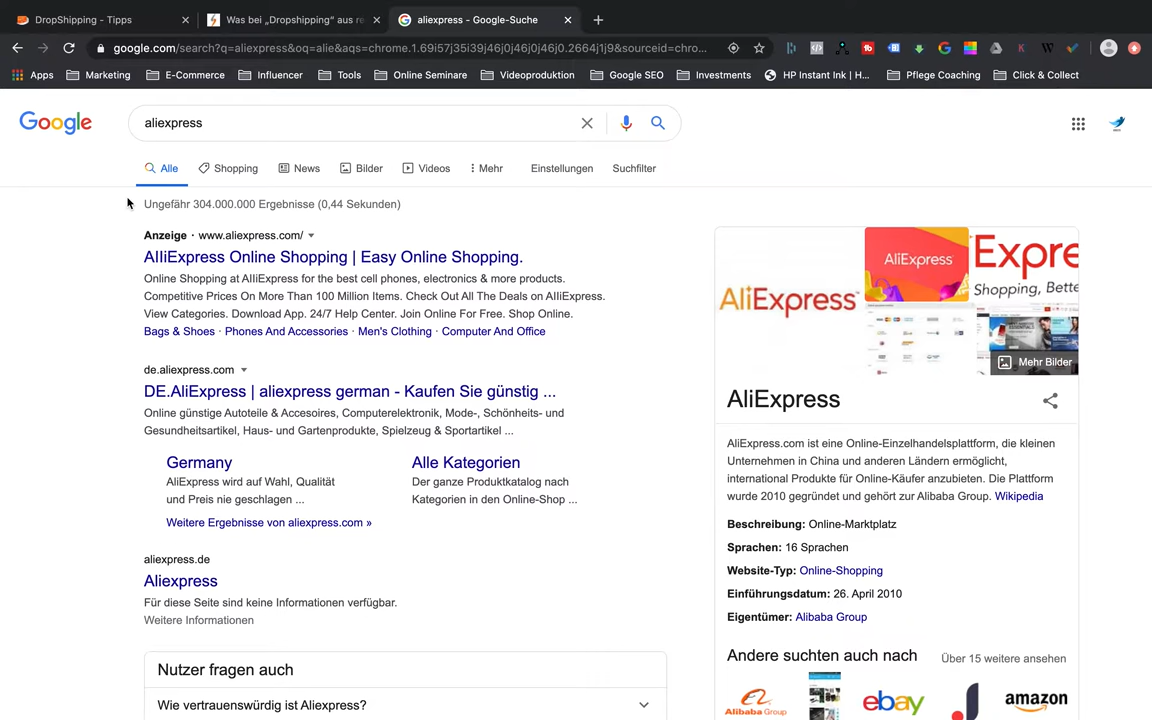 DropShipping - Tipps
Was bei „Dropshipping“ aus re
aliexpress - Google-Suche
google.com/search?q=aliexpress&oq=alie&aqs=chrome.1.69i57j35i39j46j0j46j0j46j0.2664j1j9&sourceid=chro...
Apps Marketing E-Commerce Influencer Tools Online Seminare Videoproduktion Google SEO Investments HP Instant Ink | H... Pflege Coaching Click & Collect
Google
aliexpress
Alle Shopping News Bilder Videos Mehr Einstellungen Suchfilter
Ungefähr 304.000.000 Ergebnisse (0,44 Sekunden)
Anzeige · www.aliexpress.com/
AlliExpress Online Shopping | Easy Online Shopping.
Online Shopping at AlliExpress for the best cell phones, electronics & more products.
Competitive Prices On More Than 100 Million Items. Check Out All The Deals on AlliExpress.
View Categories. Download App. 24/7 Help Center. Join Online For Free. Shop Online.
Bags & Shoes · Phones And Accessories · Men's Clothing · Computer And Office
de.aliexpress.com
DE.AliExpress | aliexpress german - Kaufen Sie günstig ...
Online günstige Autoteile & Accesoires, Computerelektronik, Mode-, Schönheits- und
Gesundheitsartikel, Haus- und Gartenprodukte, Spielzeug & Sportartikel ...
Germany
AliExpress wird auf Wahl, Qualität
und Preis nie geschlagen ...
Alle Kategorien
Der ganze Produktkatalog nach
Kategorien in den Online-Shop ...
Weitere Ergebnisse von aliexpress.com »
aliexpress.de
Aliexpress
Für diese Seite sind keine Informationen verfügbar.
Weitere Informationen
Nutzer fragen auch
Wie vertrauenswürdig ist Aliexpress?
AliExpress
AliExpress
Expre
Shopping, Bette
Mehr Bilder
AliExpress
AliExpress.com ist eine Online-Einzelhandelsplattform, die kleinen
Unternehmen in China und anderen Ländern ermöglicht,
international Produkte für Online-Käufer anzubieten. Die Plattform
wurde 2010 gegründet und gehört zur Alibaba Group. Wikipedia
Beschreibung: Online-Marktplatz
Sprachen: 16 Sprachen
Website-Typ: Online-Shopping
Einführungsdatum: 26. April 2010
Eigentümer: Alibaba Group
Andere suchten auch nach
Über 15 weitere ansehen
Alibaba Group
ebay
amazon